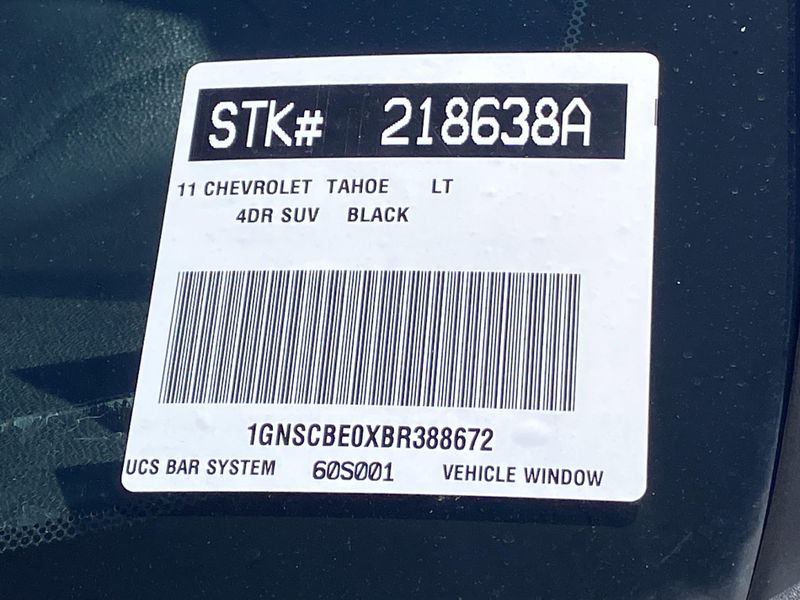 STK# 218638A
11 CHEVROLET TAHOE LT
4DR SUV BLACK
1GNSCBE0XBR388672
UCS BAR SYSTEM 60S001 VEHICLE WINDOW